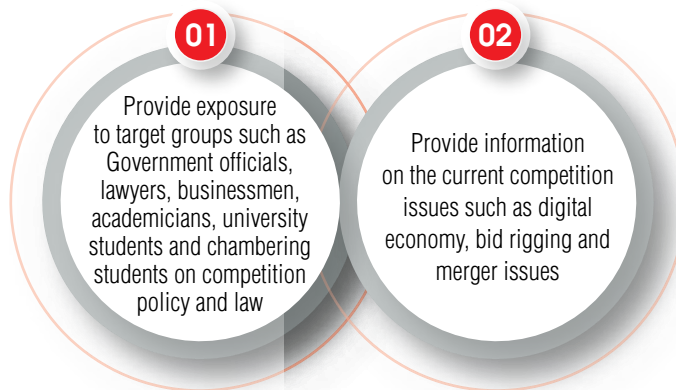 01
Provide exposure
to target groups such as
Government officials,
lawyers, businessmen,
academicians, university
students and chambering
students on competition
policy and law
02
Provide information
on the current competition
issues such as digital
economy, bid rigging and
merger issues